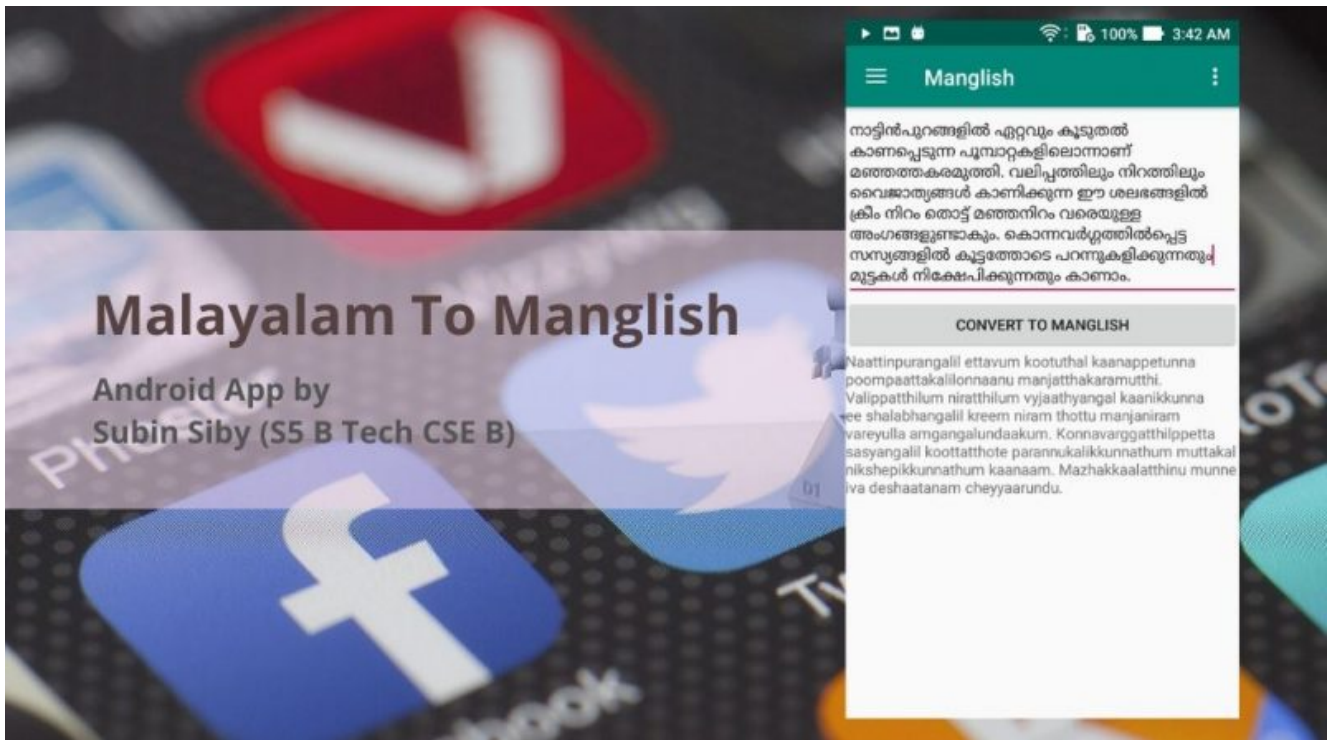 Malayalam To Manglish
Android App by
Subin Siby (S5 B Tech CSE B)
100% 3:42 AM
Manglish
നാട്ടിൻപുറങ്ങളിൽ ഏറ്റവും കൂടുതൽ
കാണപ്പെടുന്ന പൂമ്പാറ്റകളിലൊന്നാണ്
മഞ്ഞത്തകരമുത്തി. വലിപ്പത്തിലും നിറത്തിലും
വൈജാത്യങ്ങൾ കാണിക്കുന്ന ഈ ശലഭങ്ങളിൽ
ക്രീം നിറം തൊട്ട് മഞ്ഞനിറം വരെയുള്ള
അംഗങ്ങളുണ്ടാകും. കൊന്നവർഗ്ഗത്തിൽപ്പെട്ട
സസ്യങ്ങളിൽ കൂട്ടത്തോടെ പറന്നുകളിക്കുന്നതും
മുട്ടകൾ നിക്ഷേപിക്കുന്നതും കാണാം.
CONVERT TO MANGLISH
Naattinpurangalil ettavum kootuthal kaanappetunna
poompaattakalilonnaanu manjatthakaramutthi.
Valippatthilum niratthilum vyjaathyangal kaanikkunna
ee shalabhangalil kreem niram thottu manjaniram
vareyulla amgangalundaakum. Konnavarggatthilppetta
sasyangalil koottatthote parannukalikkunnathum muttakal
nikshepikkunnathum kaanaam. Mazhakkaalatthinu munne
iva deshaatanam cheyyaarundu.